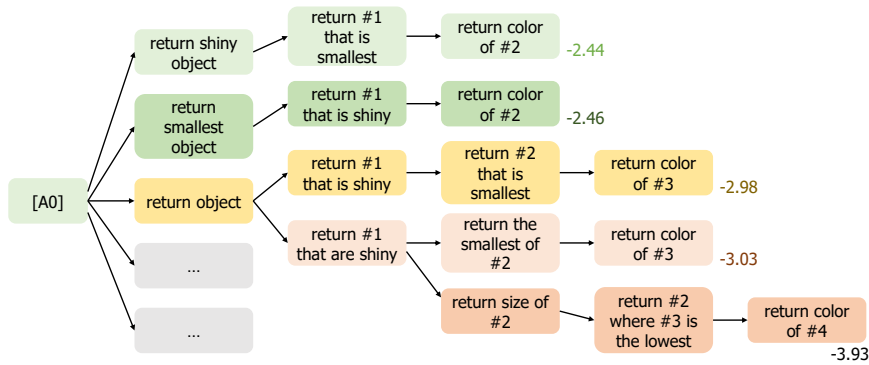 return shiny
object
return #1
that is
smallest
return color
of #2
-2.44
return
smallest
object
return #1
that is shiny
return color
of #2
-2.46
[A0]
return object
return #1
that is shiny
return #2
that is
smallest
return color
of #3
-2.98
return #1
that are shiny
return the
smallest of
#2
return color
of #3
-3.03
...
return size of
#2
return #2
where #3 is
the lowest
return color
of #4
-3.93
...